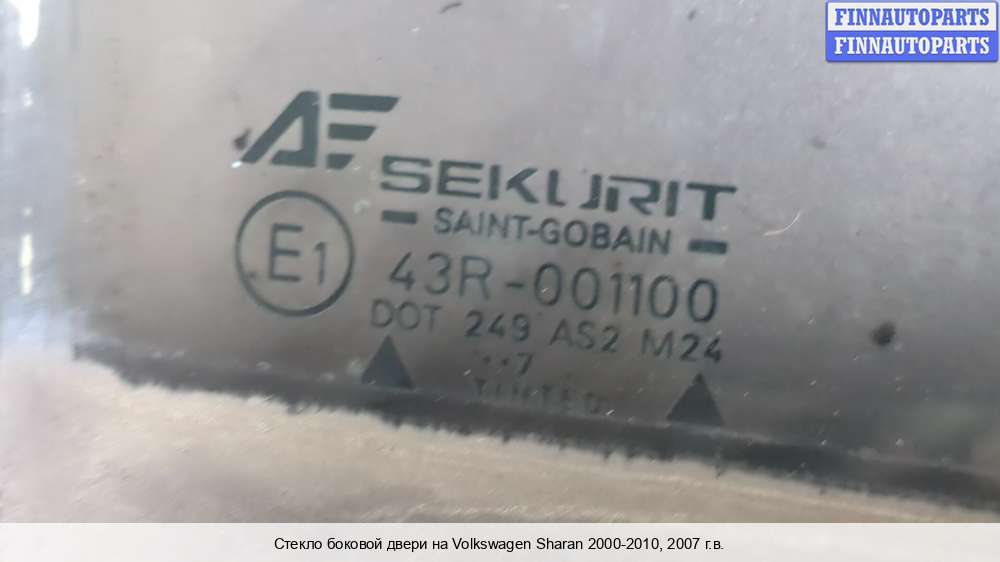 FINNAUTOPARTS
FINNAUTOPARTS
SEKURIT
SAINT-GOBAIN
E1
43R-001100
DOT 249 AS2 M24
··7
TINTED
Стекло боковой двери на Volkswagen Sharan 2000-2010, 2007 г.в.